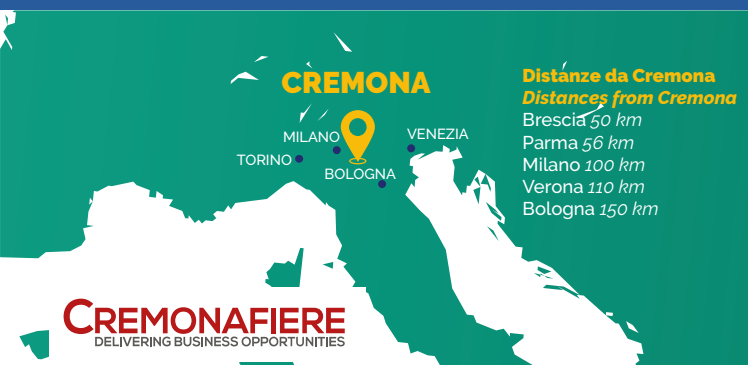 CREMONA
MILANO
VENEZIA
TORINO
BOLOGNA
Distanze da Cremona
Distances from Cremona
Brescia 50 km
Parma 56 km
Milano 100 km
Verona 110 km
Bologna 150 km
CREMONAFIERE
DELIVERING BUSINESS OPPORTUNITIES